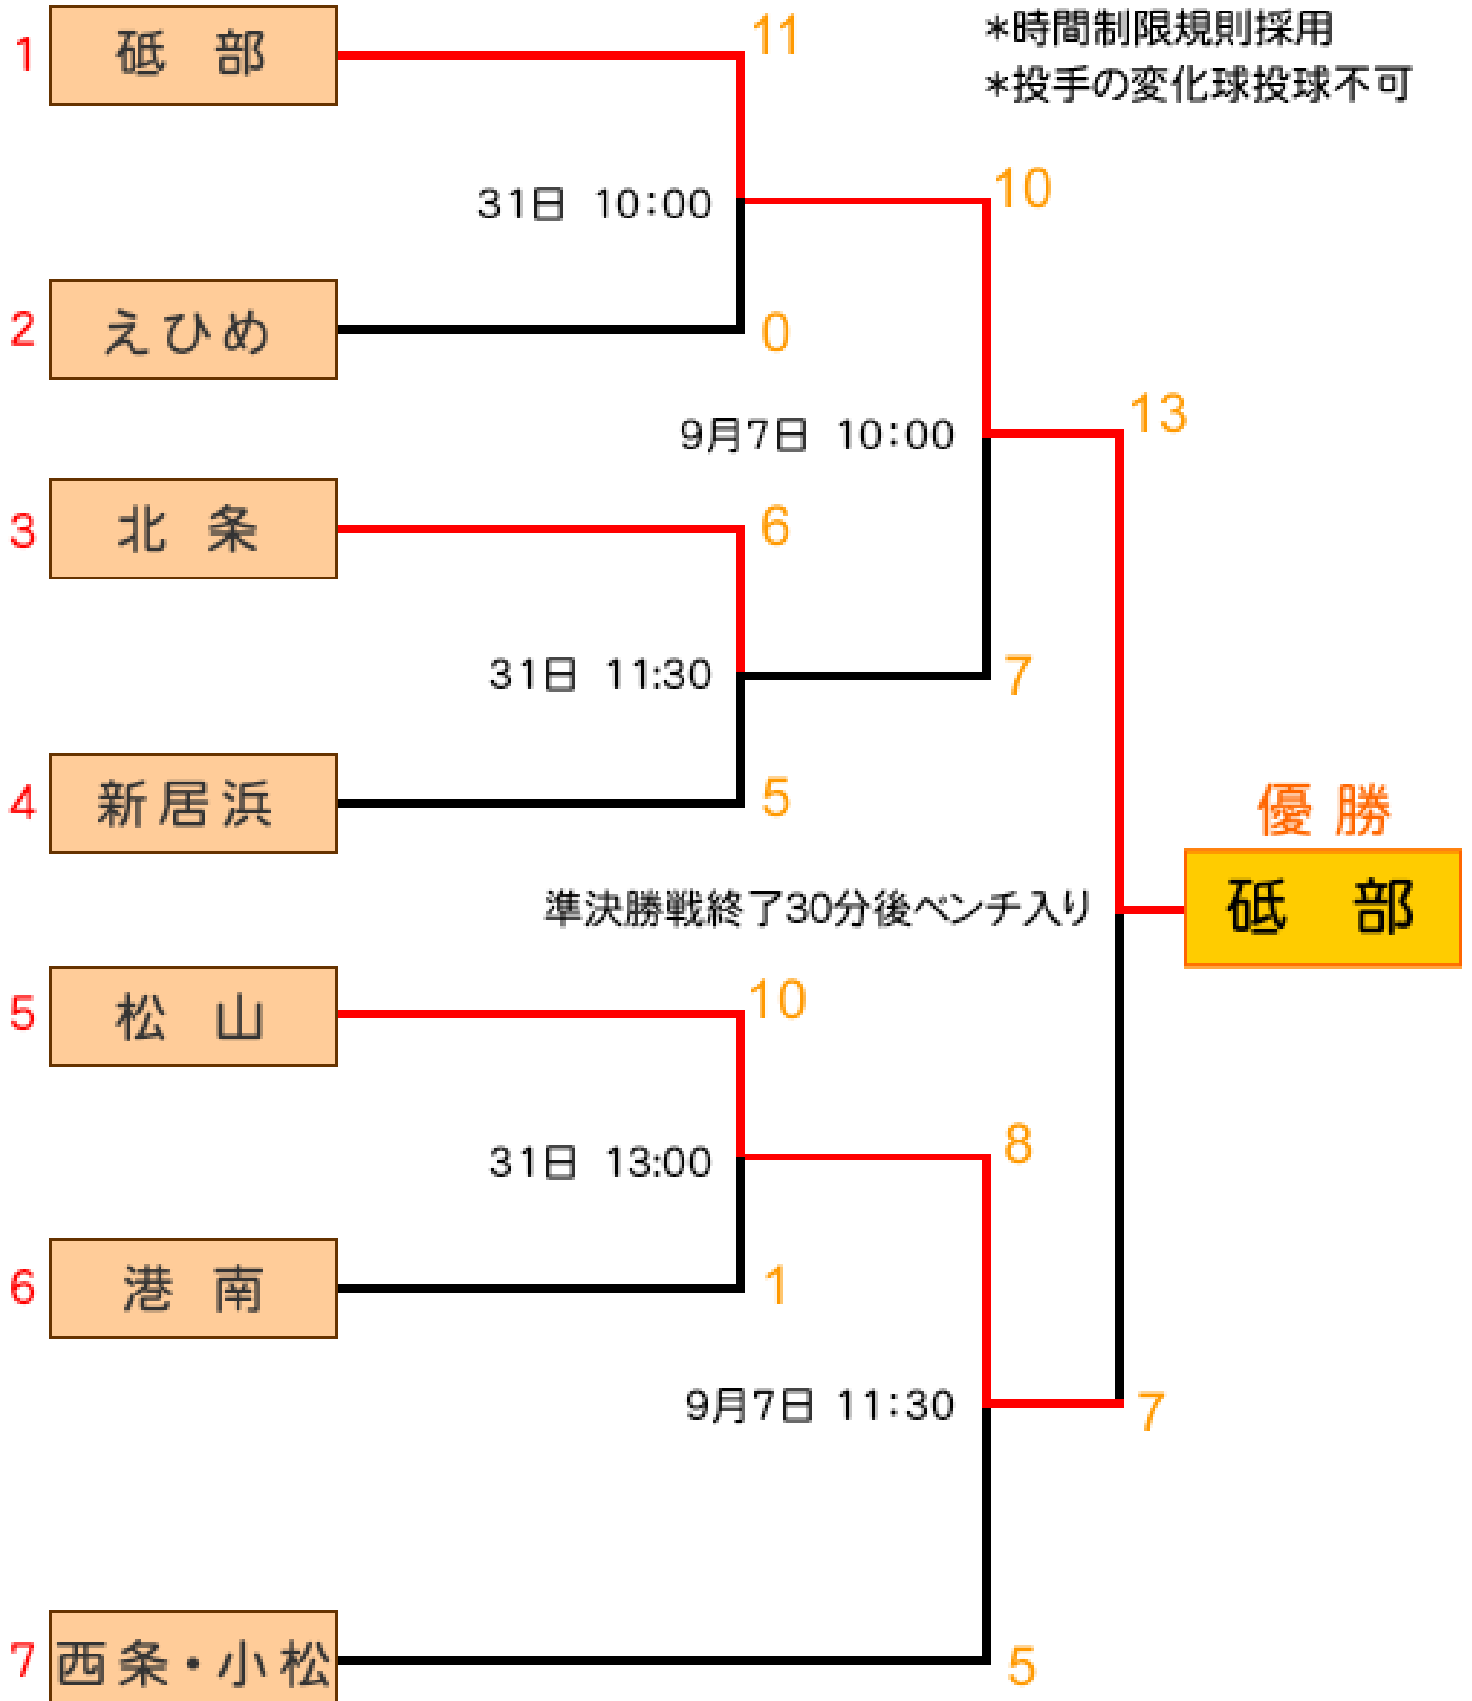 *時間制限規則採用
*投手の変化球投球不可
1 砥 部 11
31日 10:00
10
2 えひめ 0
9月7日 10:00
13
3 北 条 6
31日 11:30
7
4 新居浜 5
優 勝
砥 部
準決勝戦終了30分後ベンチ入り
5 松 山 10
31日 13:00
8
6 港 南 1
9月7日 11:30
7
7 西条・小松 5